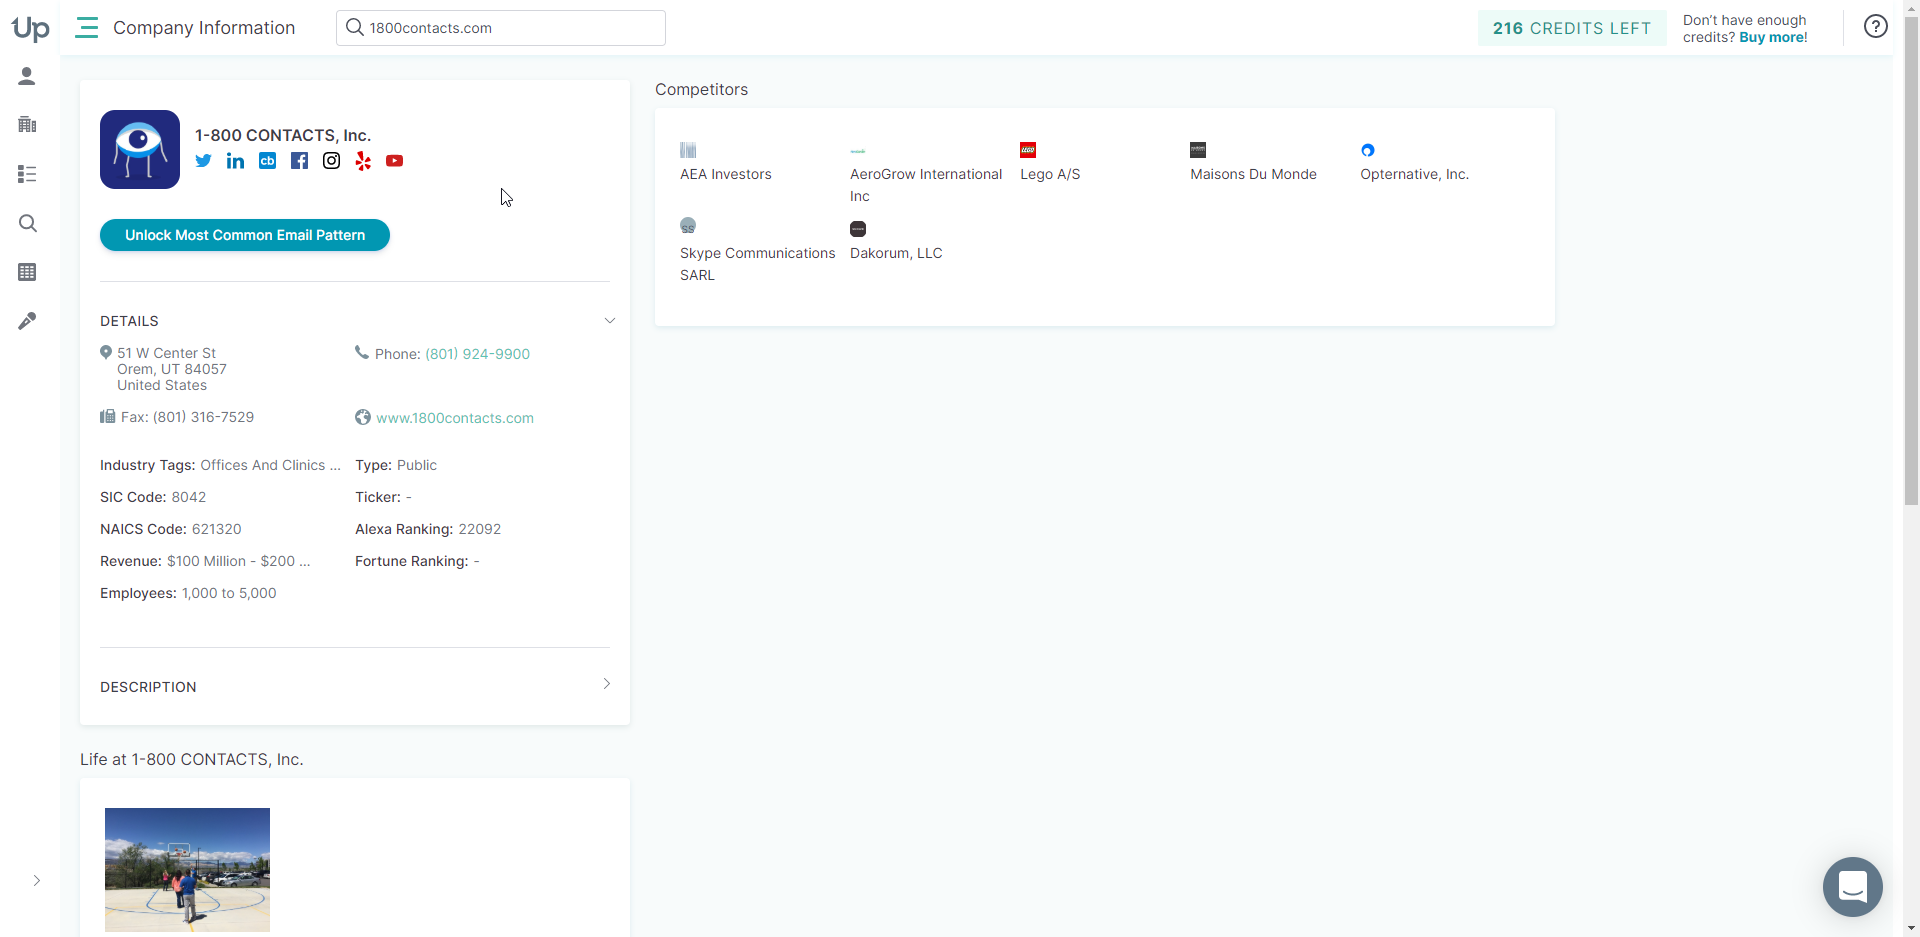 Up
Company Information
1800contacts.com
216 CREDITS LEFT
Don't have enough
credits? Buy more!
1-800 CONTACTS, Inc.
Unlock Most Common Email Pattern
DETAILS
51 W Center St
Orem, UT 84057
United States
Phone: (801) 924-9900
Fax: (801) 316-7529
www.1800contacts.com
Industry Tags: Offices And Clinics ...
Type: Public
SIC Code: 8042
Ticker: -
NAICS Code: 621320
Alexa Ranking: 22092
Revenue: $100 Million - $200 ...
Fortune Ranking: -
Employees: 1,000 to 5,000
DESCRIPTION
Life at 1-800 CONTACTS, Inc.
Competitors
AEA Investors
AeroGrow International
Inc
LEGO
Lego A/S
Maisons Du Monde
Opternative, Inc.
SS
Skype Communications
SARL
Dakorum, LLC